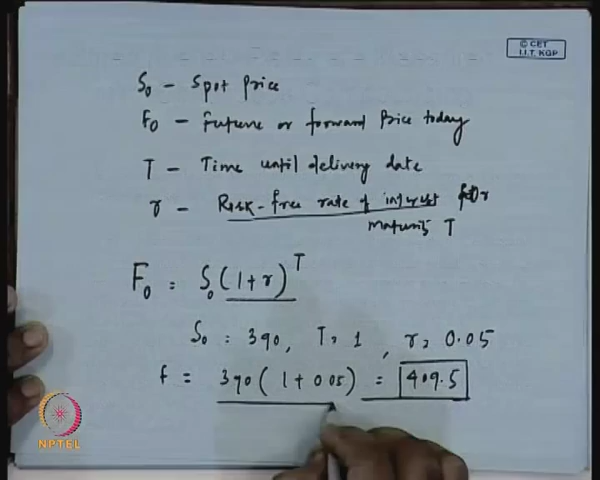 © CET
I.I.T. KGP
S₀ – Spot price
F₀ – Future or forward price today
T – Time until delivery date
r – Risk-free rate of interest for
maturity T
F₀ = S₀(1+r)^T
S₀ = 390, T = 1, r = 0.05
f = 390(1+0.05) = 409.5
NPTEL